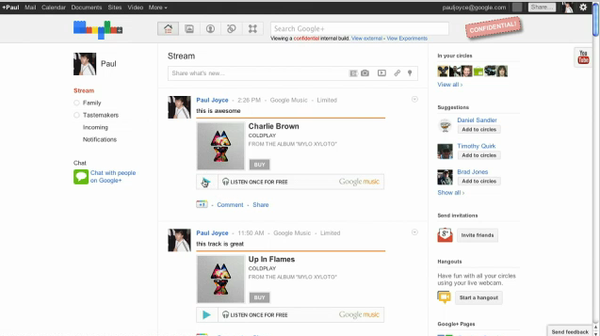 +Paul Mail Calendar Documents Sites Video More
pauljoyce@google.com Share...
Search Google+
CONFIDENTIAL!
Viewing a confidential internal build. View external - View Experiments
You Tube
Paul
Stream
Family
Tastemakers
Incoming
Notifications
Chat
Chat with people on Google+
Stream
Share what's new...
Paul Joyce - 2:26 PM - Google Music - Limited
this is awesome
Charlie Brown
COLDPLAY
FROM THE ALBUM "MYLO XYLOTO"
BUY
LISTEN ONCE FOR FREE Google music
+1 - Comment - Share
Paul Joyce - 11:50 AM - Google Music - Limited
this track is great
Up In Flames
COLDPLAY
FROM THE ALBUM "MYLO XYLOTO"
BUY
LISTEN ONCE FOR FREE Google music
+1 - Comment - Share
In your circles
View all ›
Suggestions
Daniel Sandler
Add to circles
Timothy Quirk
Add to circles
Brad Jones
Add to circles
Show all ›
Send invitations
Invite friends
Hangouts
Have fun with all your circles
using your live webcam.
Start a hangout
Google+ Pages
Send feedback